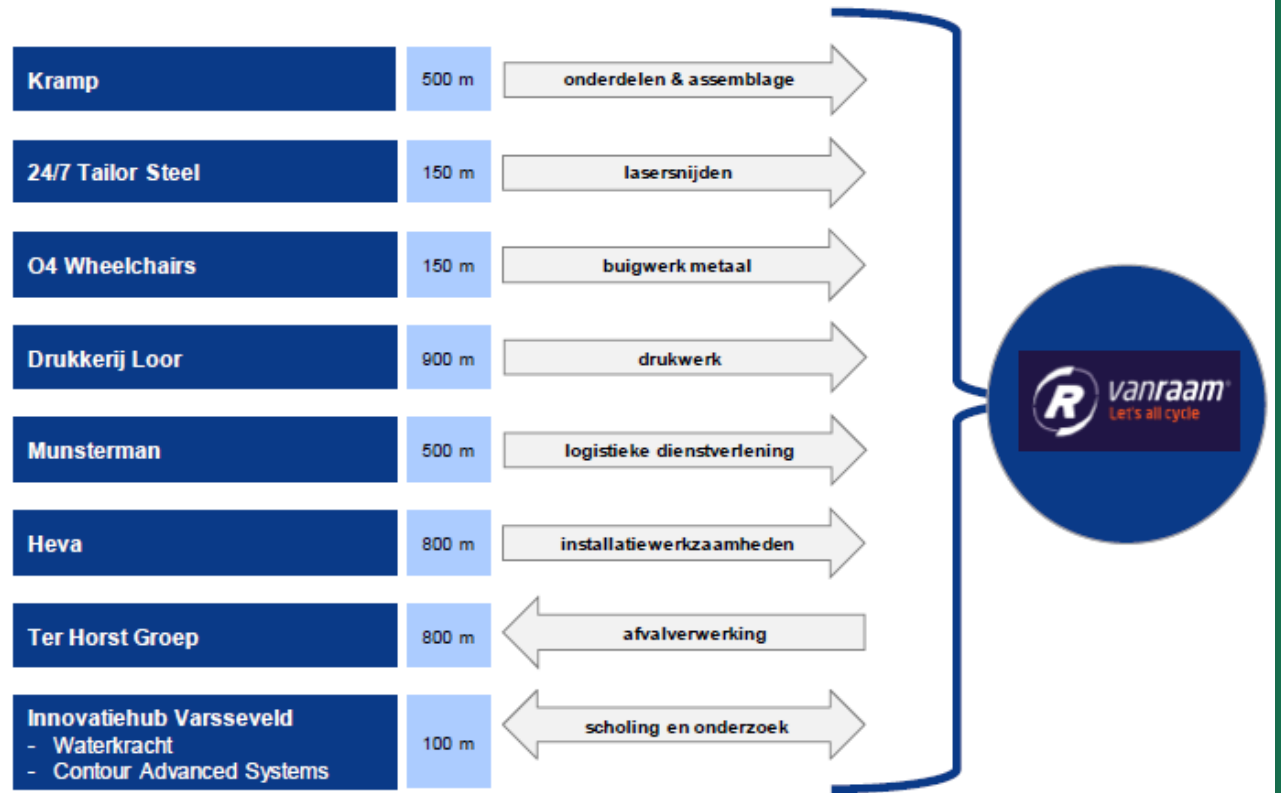 Kramp 500 m onderdelen & assemblage
24/7 Tailor Steel 150 m lasersnijden
O4 Wheelchairs 150 m buigwerk metaal
Drukkerij Loor 900 m drukwerk
Munsterman 500 m logistieke dienstverlening
Heva 800 m installatiewerkzaamheden
Ter Horst Groep 800 m afvalverwerking
Innovatiehub Varsseveld
- Waterkracht
- Contour Advanced Systems
100 m scholing en onderzoek
R vanraam®
Let's all cycle